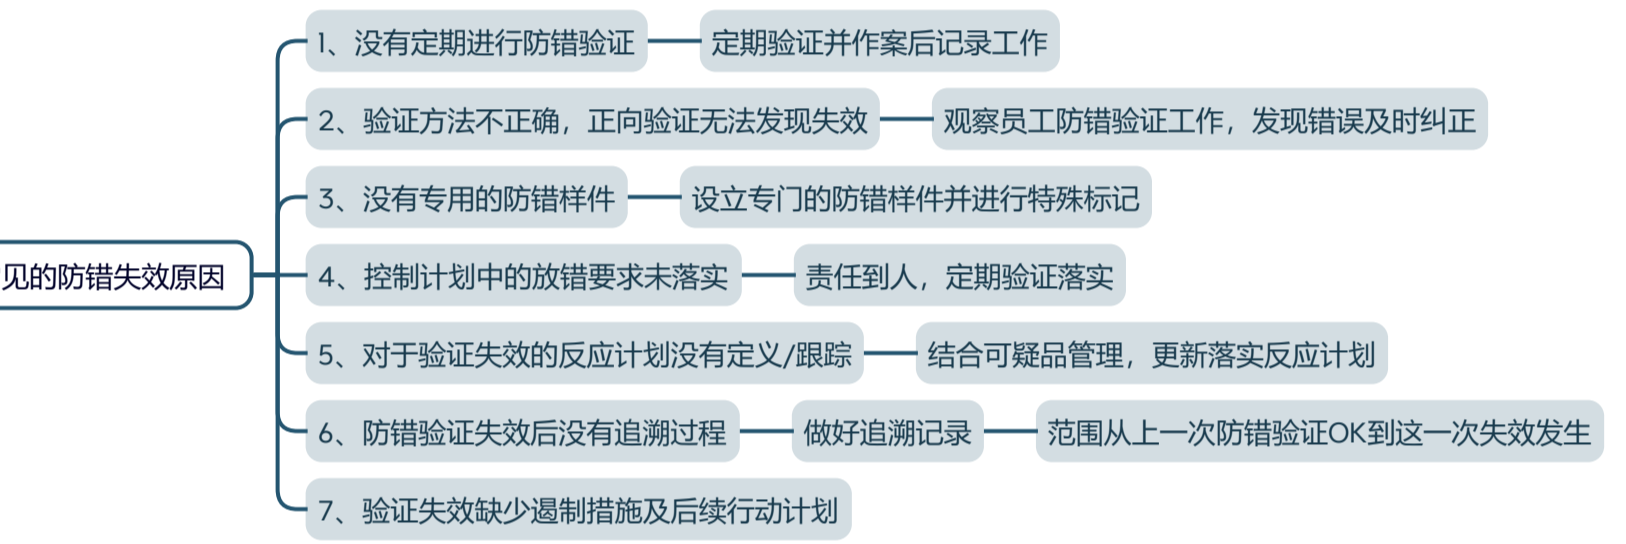 见的防错失效原因
1、没有定期进行防错验证
定期验证并作案后记录工作
2、验证方法不正确，正向验证无法发现失效
观察员工防错验证工作，发现错误及时纠正
3、没有专用的防错样件
设立专门的防错样件并进行特殊标记
4、控制计划中的放错要求未落实
责任到人，定期验证落实
5、对于验证失效的反应计划没有定义/跟踪
结合可疑品管理，更新落实反应计划
6、防错验证失效后没有追溯过程
做好追溯记录
范围从上一次防错验证OK到这一次失效发生
7、验证失效缺少遏制措施及后续行动计划